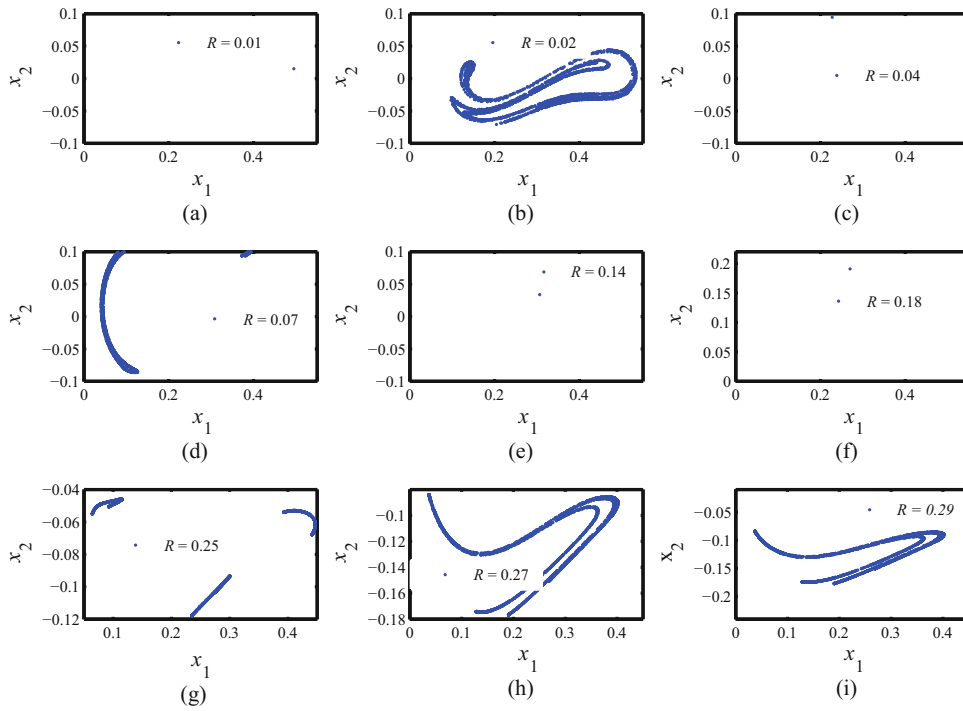 0.1
0.05
0
−0.05
−0.1
x2
R = 0.01
0 0.2 0.4
x1
(a)
0.1
0.05
0
−0.05
−0.1
x2
R = 0.02
0 0.2 0.4
x1
(b)
0.1
0.05
0
−0.05
−0.1
x2
R = 0.04
0 0.2 0.4
x1
(c)
0.1
0.05
0
−0.05
−0.1
x2
R = 0.07
0 0.2 0.4
x1
(d)
0.1
0.05
0
−0.05
−0.1
x2
R = 0.14
0 0.2 0.4
x1
(e)
0.2
0.15
0.1
0.05
0
x2
R = 0.18
0 0.2 0.4
x1
(f)
−0.04
−0.06
−0.08
−0.1
−0.12
x2
R = 0.25
0.1 0.2 0.3 0.4
x1
(g)
−0.1
−0.12
−0.14
−0.16
−0.18
x2
R = 0.27
0 0.1 0.2 0.3 0.4
x1
(h)
−0.05
−0.1
−0.15
−0.2
x2
R = 0.29
0 0.1 0.2 0.3 0.4
x1
(i)